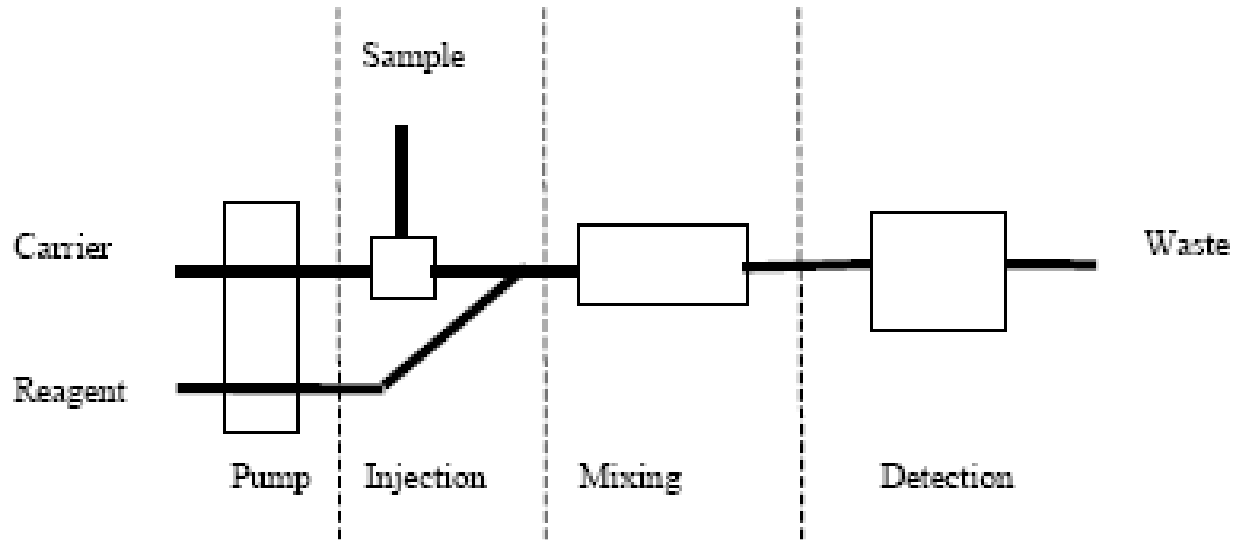 Sample
Carrier
Waste
Reagent
Pump
Injection
Mixing
Detection